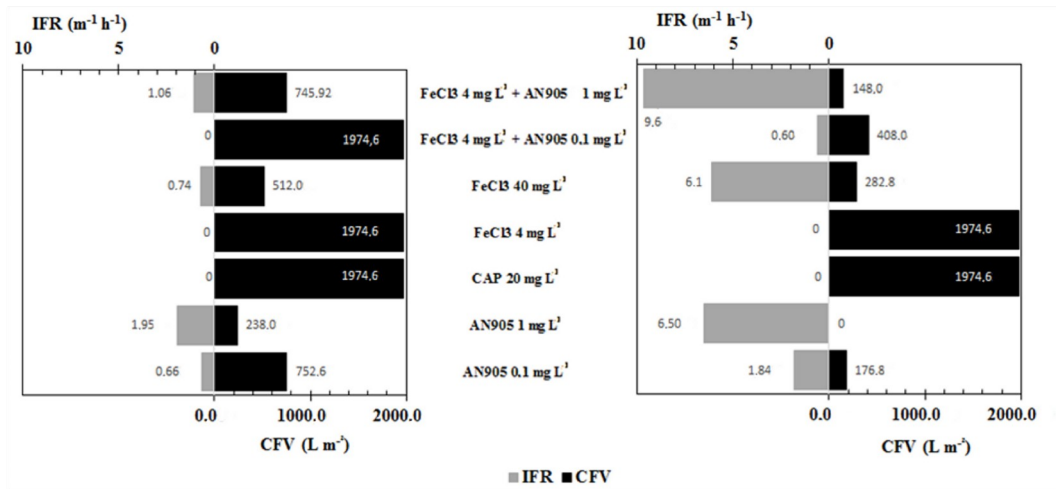 IFR (m⁻¹ h⁻¹)
10 5 0
1.06 745.92
0 1974,6
0.74 512.0
0 1974,6
0 1974,6
1.95 238.0
0.66 752.6
0.0 1000.0 2000.0
CFV (L m⁻²)
FeCl3 4 mg L⁻¹ + AN905 1 mg L⁻¹
FeCl3 4 mg L⁻¹ + AN905 0.1 mg L⁻¹
FeCl3 40 mg L⁻¹
FeCl3 4 mg L⁻¹
CAP 20 mg L⁻¹
AN905 1 mg L⁻¹
AN905 0.1 mg L⁻¹
IFR (m⁻¹ h⁻¹)
10 5 0
148.0
9.6
0.60 408.0
6.1 282.8
0 1974,6
0 1974,6
6.50 0
1.84 176.8
0.0 1000.0 2000.0
CFV (L m⁻²)
IFR CFV